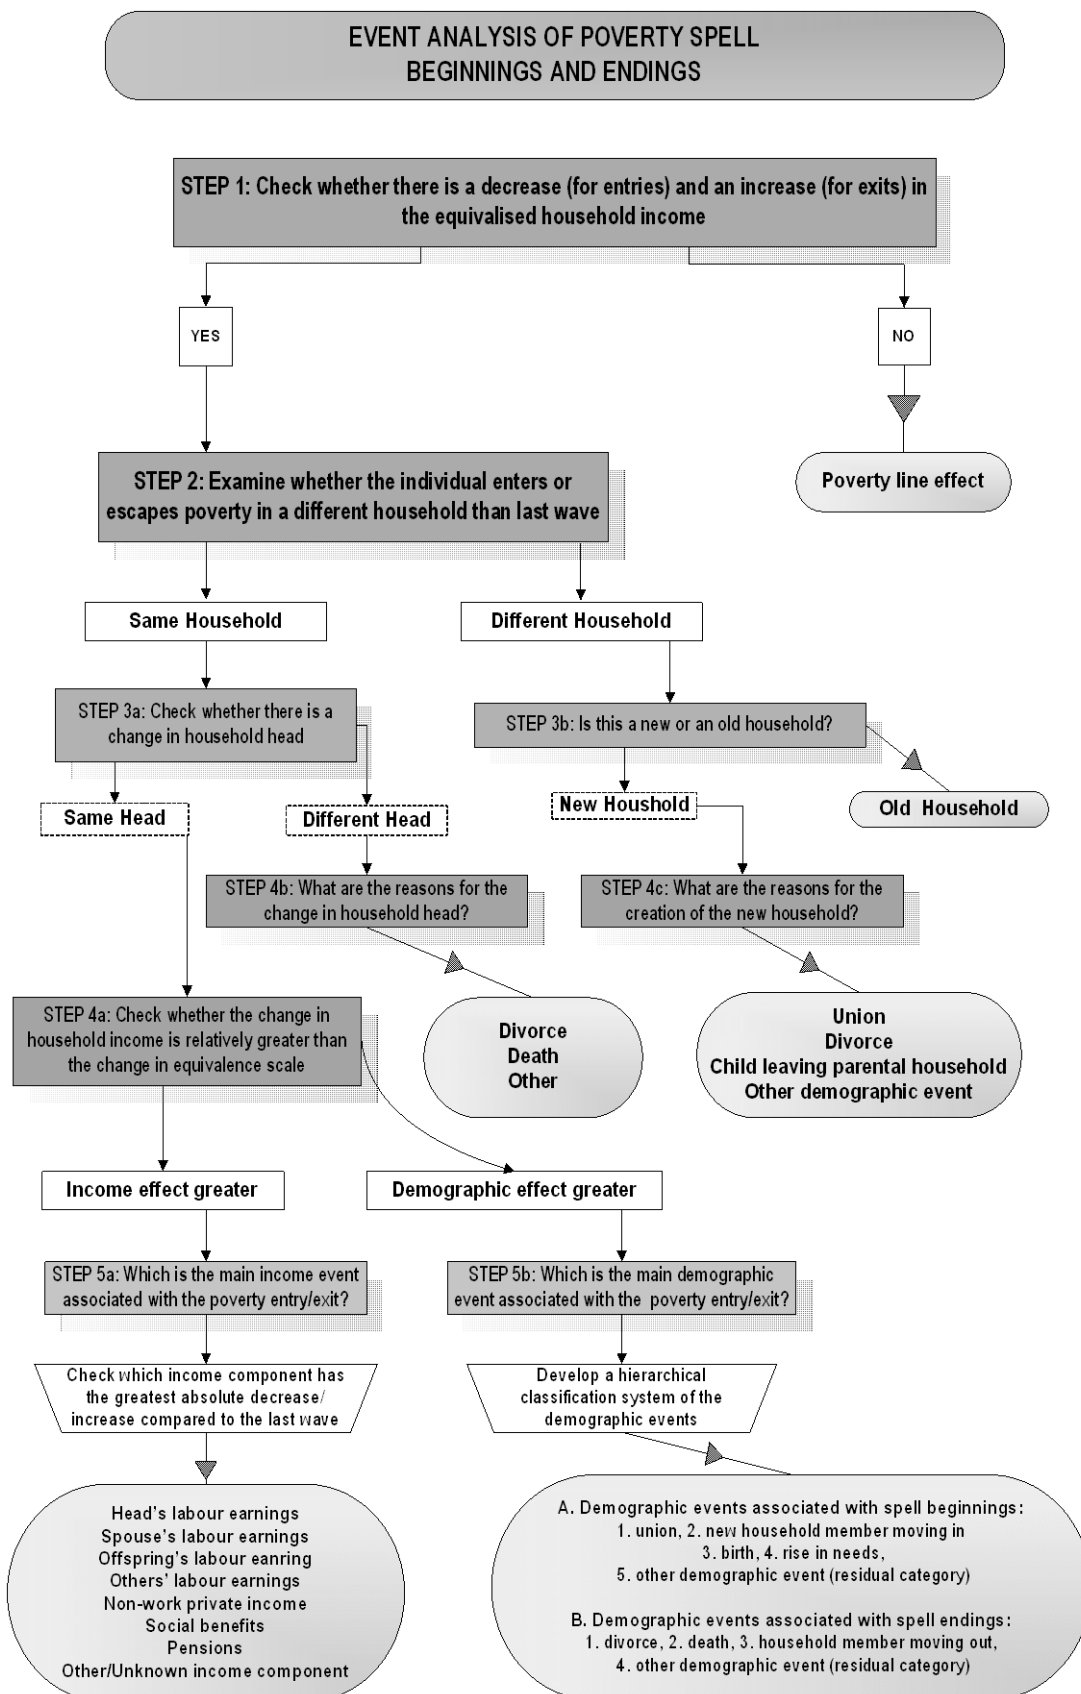 EVENT ANALYSIS OF POVERTY SPELL
BEGINNINGS AND ENDINGS
STEP 1: Check whether there is a decrease (for entries) and an increase (for exits) in
the equivalised household income
YES
NO
Poverty line effect
STEP 2: Examine whether the individual enters or
escapes poverty in a different household than last wave
Same Household
Different Household
STEP 3a: Check whether there is a
change in household head
STEP 3b: Is this a new or an old household?
Same Head
Different Head
New Houshold
Old Household
STEP 4b: What are the reasons for the
change in household head?
STEP 4c: What are the reasons for the
creation of the new household?
STEP 4a: Check whether the change in
household income is relatively greater than
the change in equivalence scale
Divorce
Death
Other
Union
Divorce
Child leaving parental household
Other demographic event
Income effect greater
Demographic effect greater
STEP 5a: Which is the main income event
associated with the poverty entry/exit?
STEP 5b: Which is the main demographic
event associated with the poverty entry/exit?
Check which income component has
the greatest absolute decrease/
increase compared to the last wave
Develop a hierarchical
classification system of the
demographic events
Head's labour earnings
Spouse's labour earnings
Offspring's labour eanring
Others' labour earnings
Non-work private income
Social benefits
Pensions
Other/Unknown income component
A. Demographic events associated with spell beginnings:
1. union, 2. new household member moving in
3. birth, 4. rise in needs,
5. other demographic event (residual category)
B. Demographic events associated with spell endings:
1. divorce, 2. death, 3. household member moving out,
4. other demographic event (residual category)